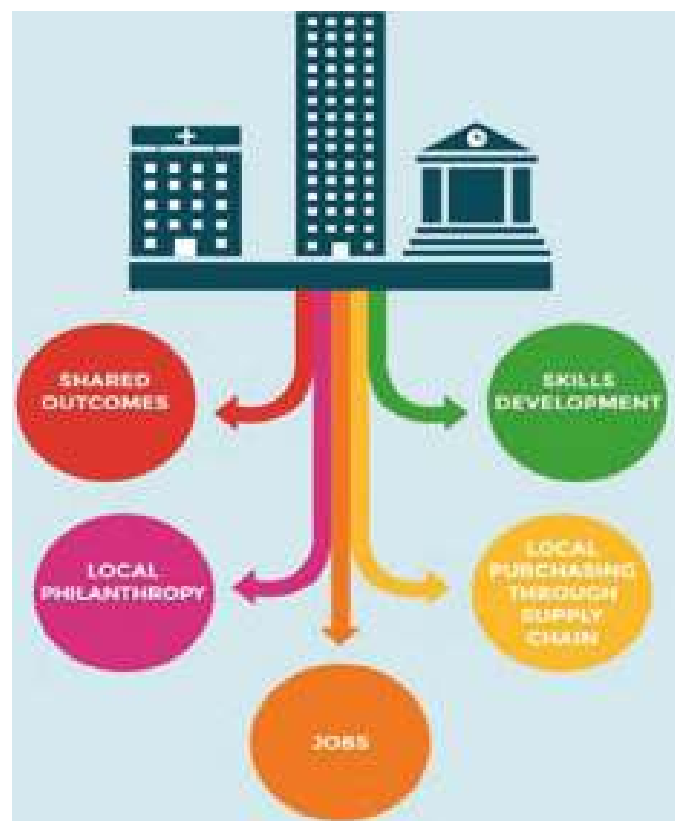 SHARED
OUTCOMES
SKILLS
DEVELOPMENT
LOCAL
PHILANTHROPY
LOCAL
PURCHASING
THROUGH
SUPPLY
CHAIN
JOBS